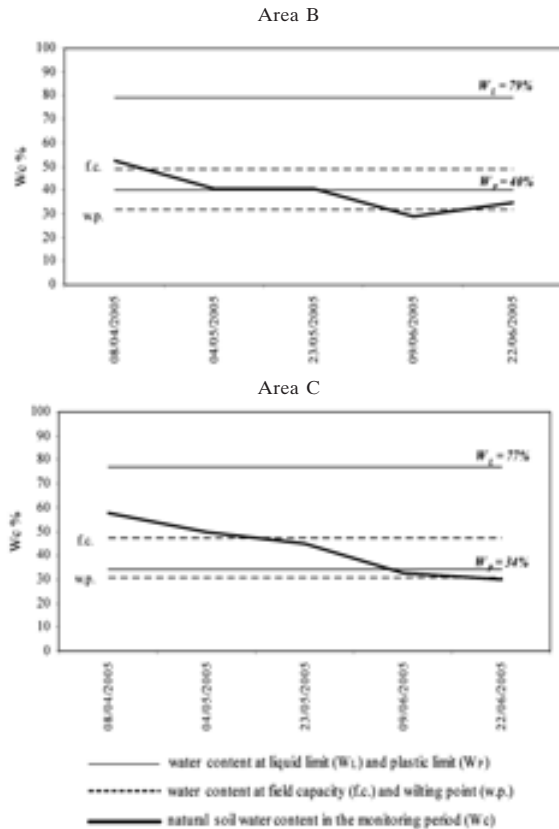 Area B
100
90
80
70
60
50
40
30
20
10
0
Wc %
f.c.
w.p.
W_L = 79%
W_P = 40%
08/04/2005
04/05/2005
23/05/2005
09/06/2005
22/06/2005
Area C
100
90
80
70
60
50
40
30
20
10
0
Wc %
f.c.
w.p.
W_L = 77%
W_P = 34%
08/04/2005
04/05/2005
23/05/2005
09/06/2005
22/06/2005
water content at liquid limit (WL) and plastic limit (WP)
water content at field capacity (f.c.) and wilting point (w.p.)
natural soil water content in the monitoring period (Wc)